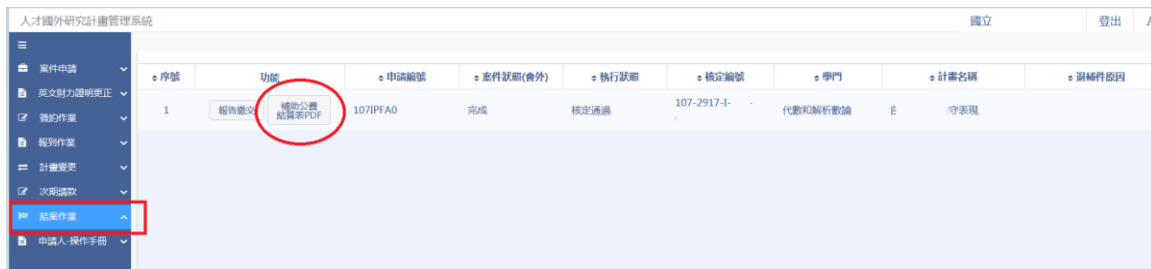 人才國外研究計畫管理系統 國立 登出
案件申請
英文財力證明更正
簽約作業
報到作業
計畫變更
次期請款
結案作業
申請人-操作手冊
序號 功能 申請編號 案件狀態(會外) 執行狀態 核定編號 學門 計畫名稱 退補件原因
1 報告繳交 補助公費 結算表PDF 107IPFA0 完成 核定通過 107-2917-I- 代數和解析數論 守表現